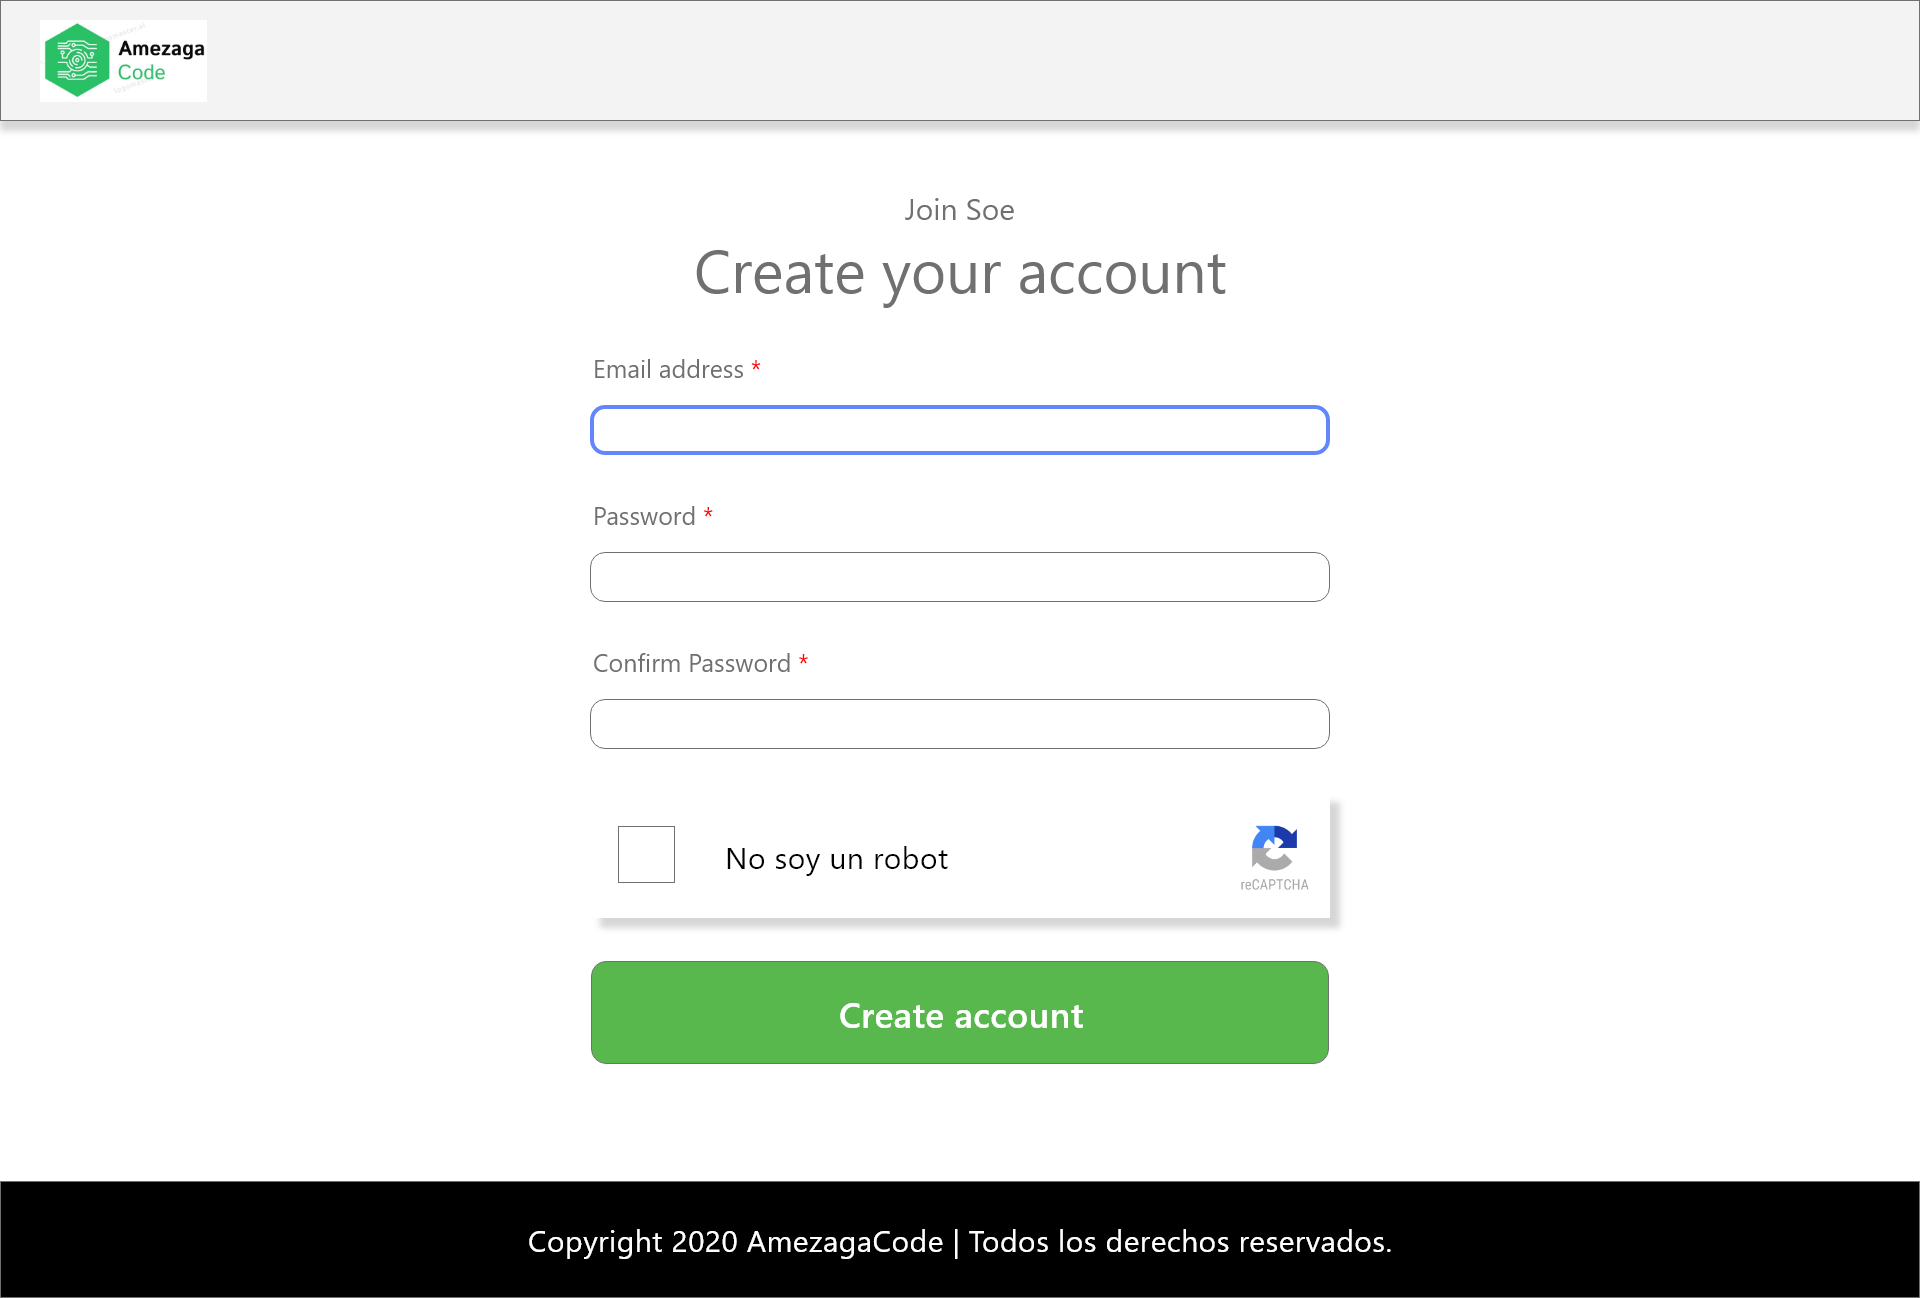 Amezaga
Code
Join Soe
Create your account
Email address *
Password *
Confirm Password *
No soy un robot
reCAPTCHA
Create account
Copyright 2020 AmezagaCode | Todos los derechos reservados.